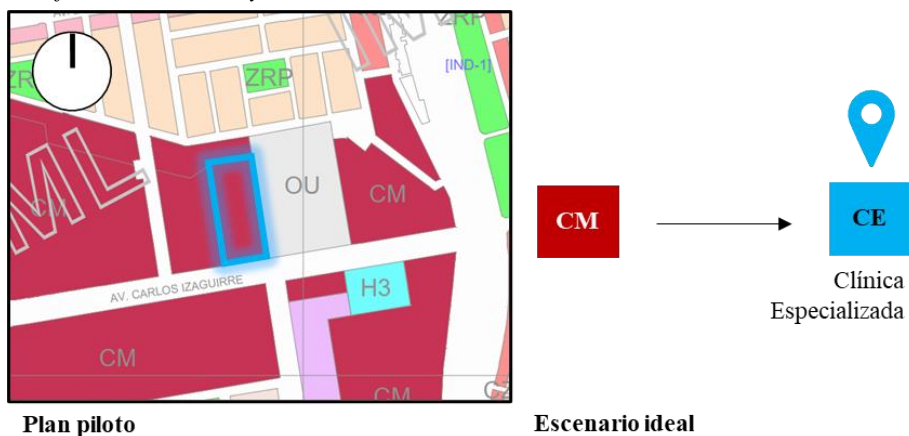 ZRP
[IND-1]
ZRP
ZR
ML
CM
OU
CM
CM
CE
AV. CARLOS IZAGUIRRE
H3
Clínica
Especializada
CM
CM
Plan piloto
Escenario ideal